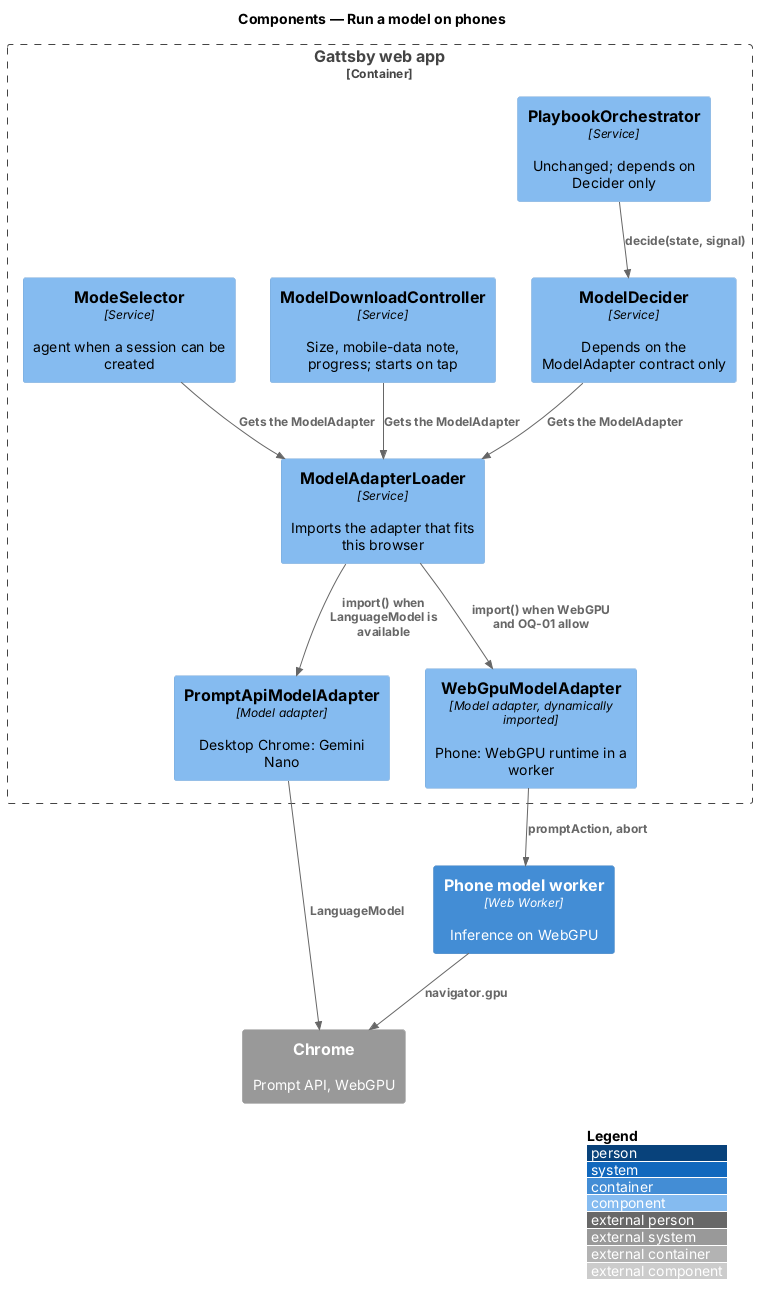 Components — Run a model on phones
Gattsby web app
[Container]
PlaybookOrchestrator
[Service]
Unchanged; depends on
Decider only
decide(state, signal)
ModeSelector
[Service]
agent when a session can be
created
ModelDownloadController
[Service]
Size, mobile-data note,
progress; starts on tap
ModelDecider
[Service]
Depends on the
ModelAdapter contract only
Gets the ModelAdapter
Gets the ModelAdapter
Gets the ModelAdapter
ModelAdapterLoader
[Service]
Imports the adapter that fits
this browser
import() when
LanguageModel is
available
import() when WebGPU
and OQ-01 allow
PromptApiModelAdapter
[Model adapter]
Desktop Chrome: Gemini
Nano
WebGpuModelAdapter
[Model adapter, dynamically
imported]
Phone: WebGPU runtime in a
worker
promptAction, abort
Phone model worker
[Web Worker]
Inference on WebGPU
LanguageModel
navigator.gpu
Chrome
Prompt API, WebGPU
Legend
person
system
container
component
external person
external system
external container
external component